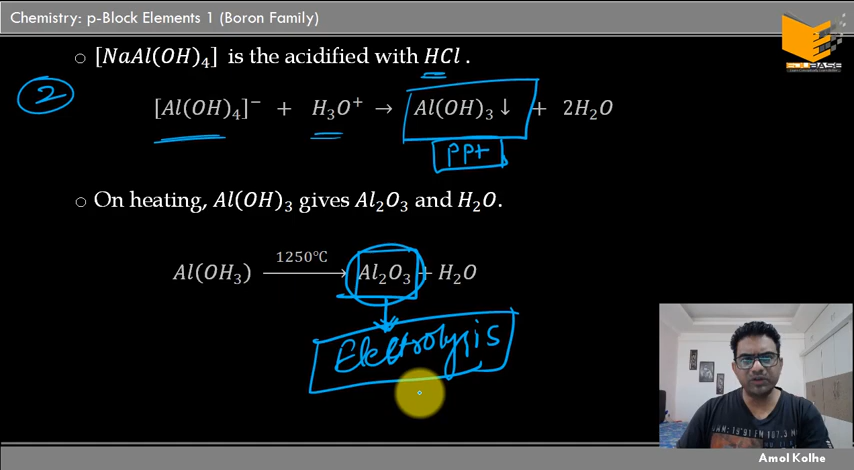 Chemistry: p-Block Elements 1 (Boron Family)
EDUBASE
○ [NaAl(OH)₄] is the acidified with HCl.
2
[Al(OH)₄]⁻ + H₃O⁺ → Al(OH)₃↓ + 2H₂O
ppt
○ On heating, Al(OH)₃ gives Al₂O₃ and H₂O.
1250℃
Al(OH₃) → Al₂O₃ + H₂O
Electrolysis
Amol Kolhe